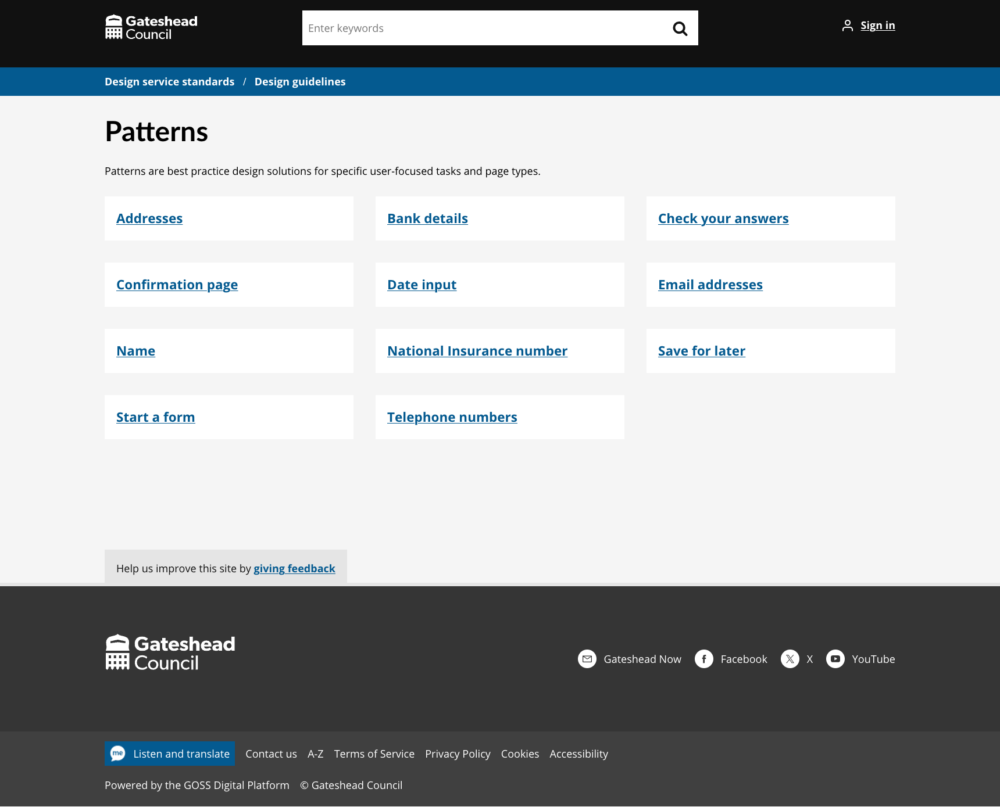 Gateshead
Council
Enter keywords
Sign in
Design service standards / Design guidelines
Patterns
Patterns are best practice design solutions for specific user-focused tasks and page types.
Addresses
Bank details
Check your answers
Confirmation page
Date input
Email addresses
Name
National Insurance number
Save for later
Start a form
Telephone numbers
Help us improve this site by giving feedback
Gateshead
Council
Gateshead Now
Facebook
X
YouTube
me Listen and translate
Contact us
A-Z
Terms of Service
Privacy Policy
Cookies
Accessibility
Powered by the GOSS Digital Platform
© Gateshead Council